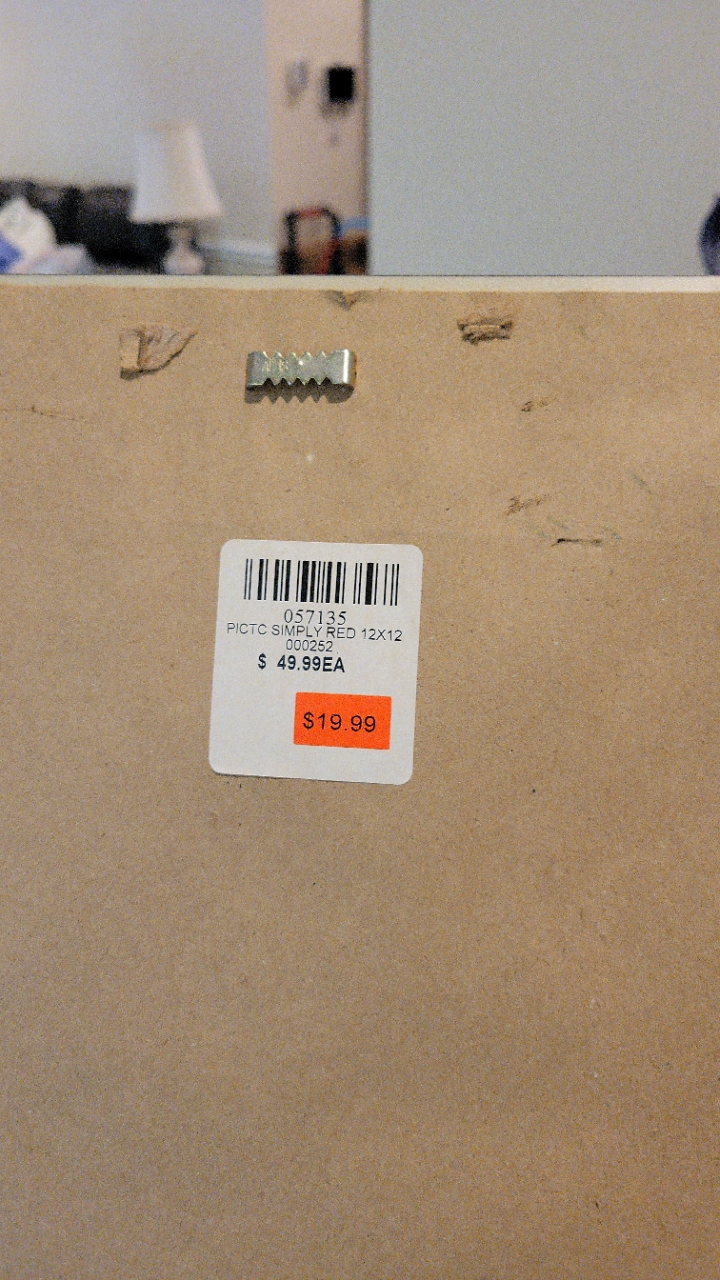 057135
PICTC SIMPLY RED 12X12
000252
$ 49.99EA
$19.99